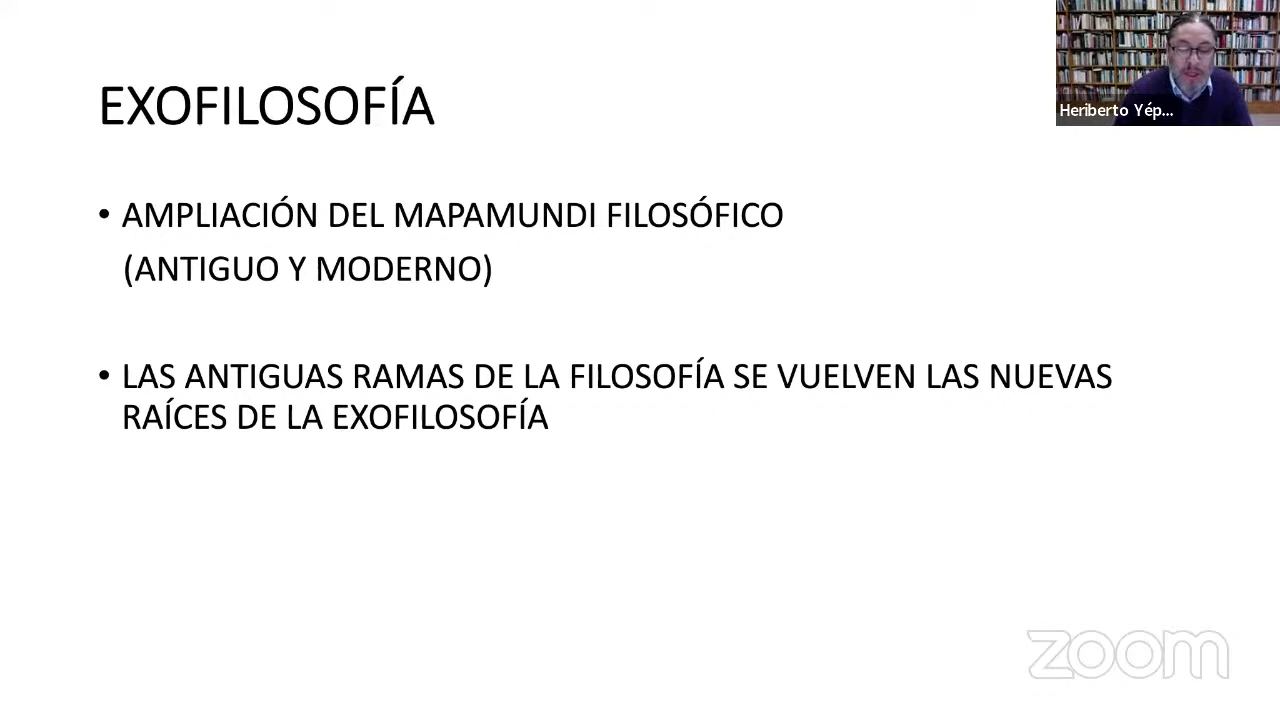 EXOFILOSOFÍA
• AMPLIACIÓN DEL MAPAMUNDI FILOSÓFICO
(ANTIGUO Y MODERNO)
• LAS ANTIGUAS RAMAS DE LA FILOSOFÍA SE VUELVEN LAS NUEVAS
RAÍCES DE LA EXOFILOSOFÍA
Heriberto Yép...
zoom